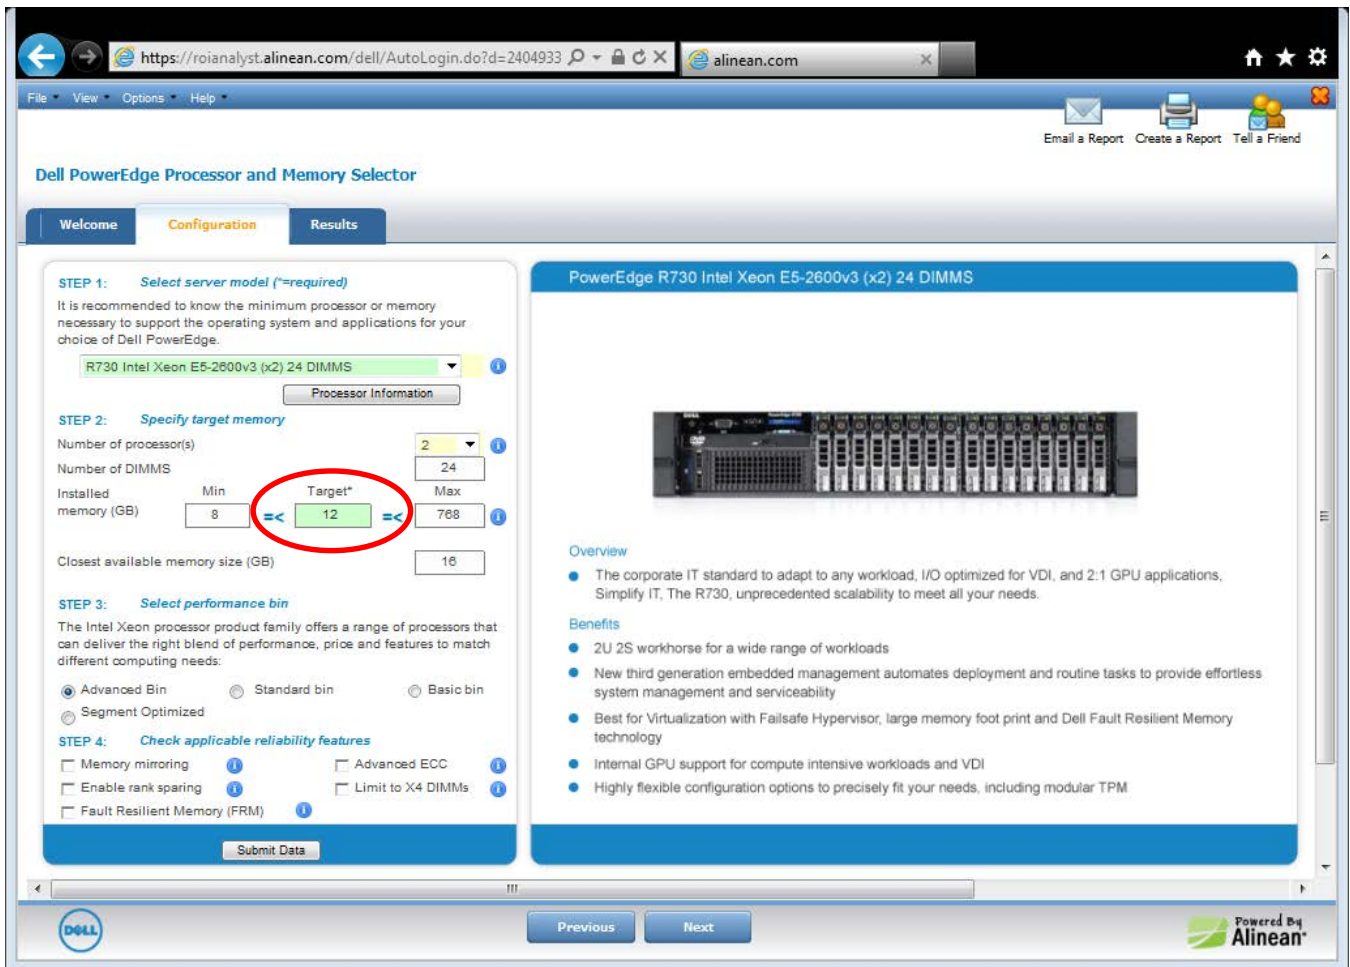 https://roianalyst.alinean.com/dell/AutoLogin.do?d=2404933
alinean.com
File View Options Help
Email a Report Create a Report Tell a Friend
Dell PowerEdge Processor and Memory Selector
Welcome Configuration Results
STEP 1: Select server model (*=required)
It is recommended to know the minimum processor or memory
necessary to support the operating system and applications for your
choice of Dell PowerEdge.
R730 Intel Xeon E5-2600v3 (x2) 24 DIMMS
Processor Information
STEP 2: Specify target memory
Number of processor(s) 2
Number of DIMMS 24
Installed Min Target* Max
memory (GB) 8 =< 12 =< 768
Closest available memory size (GB) 16
STEP 3: Select performance bin
The Intel Xeon processor product family offers a range of processors that
can deliver the right blend of performance, price and features to match
different computing needs:
Advanced Bin Standard bin Basic bin
Segment Optimized
STEP 4: Check applicable reliability features
Memory mirroring Advanced ECC
Enable rank sparing Limit to X4 DIMMs
Fault Resilient Memory (FRM)
Submit Data
PowerEdge R730 Intel Xeon E5-2600v3 (x2) 24 DIMMS
Overview
The corporate IT standard to adapt to any workload, I/O optimized for VDI, and 2:1 GPU applications,
Simplify IT, The R730, unprecedented scalability to meet all your needs.
Benefits
2U 2S workhorse for a wide range of workloads
New third generation embedded management automates deployment and routine tasks to provide effortless
system management and serviceability
Best for Virtualization with Failsafe Hypervisor, large memory foot print and Dell Fault Resilient Memory
technology
Internal GPU support for compute intensive workloads and VDI
Highly flexible configuration options to precisely fit your needs, including modular TPM
DELL
Previous Next
Powered By
Alinean